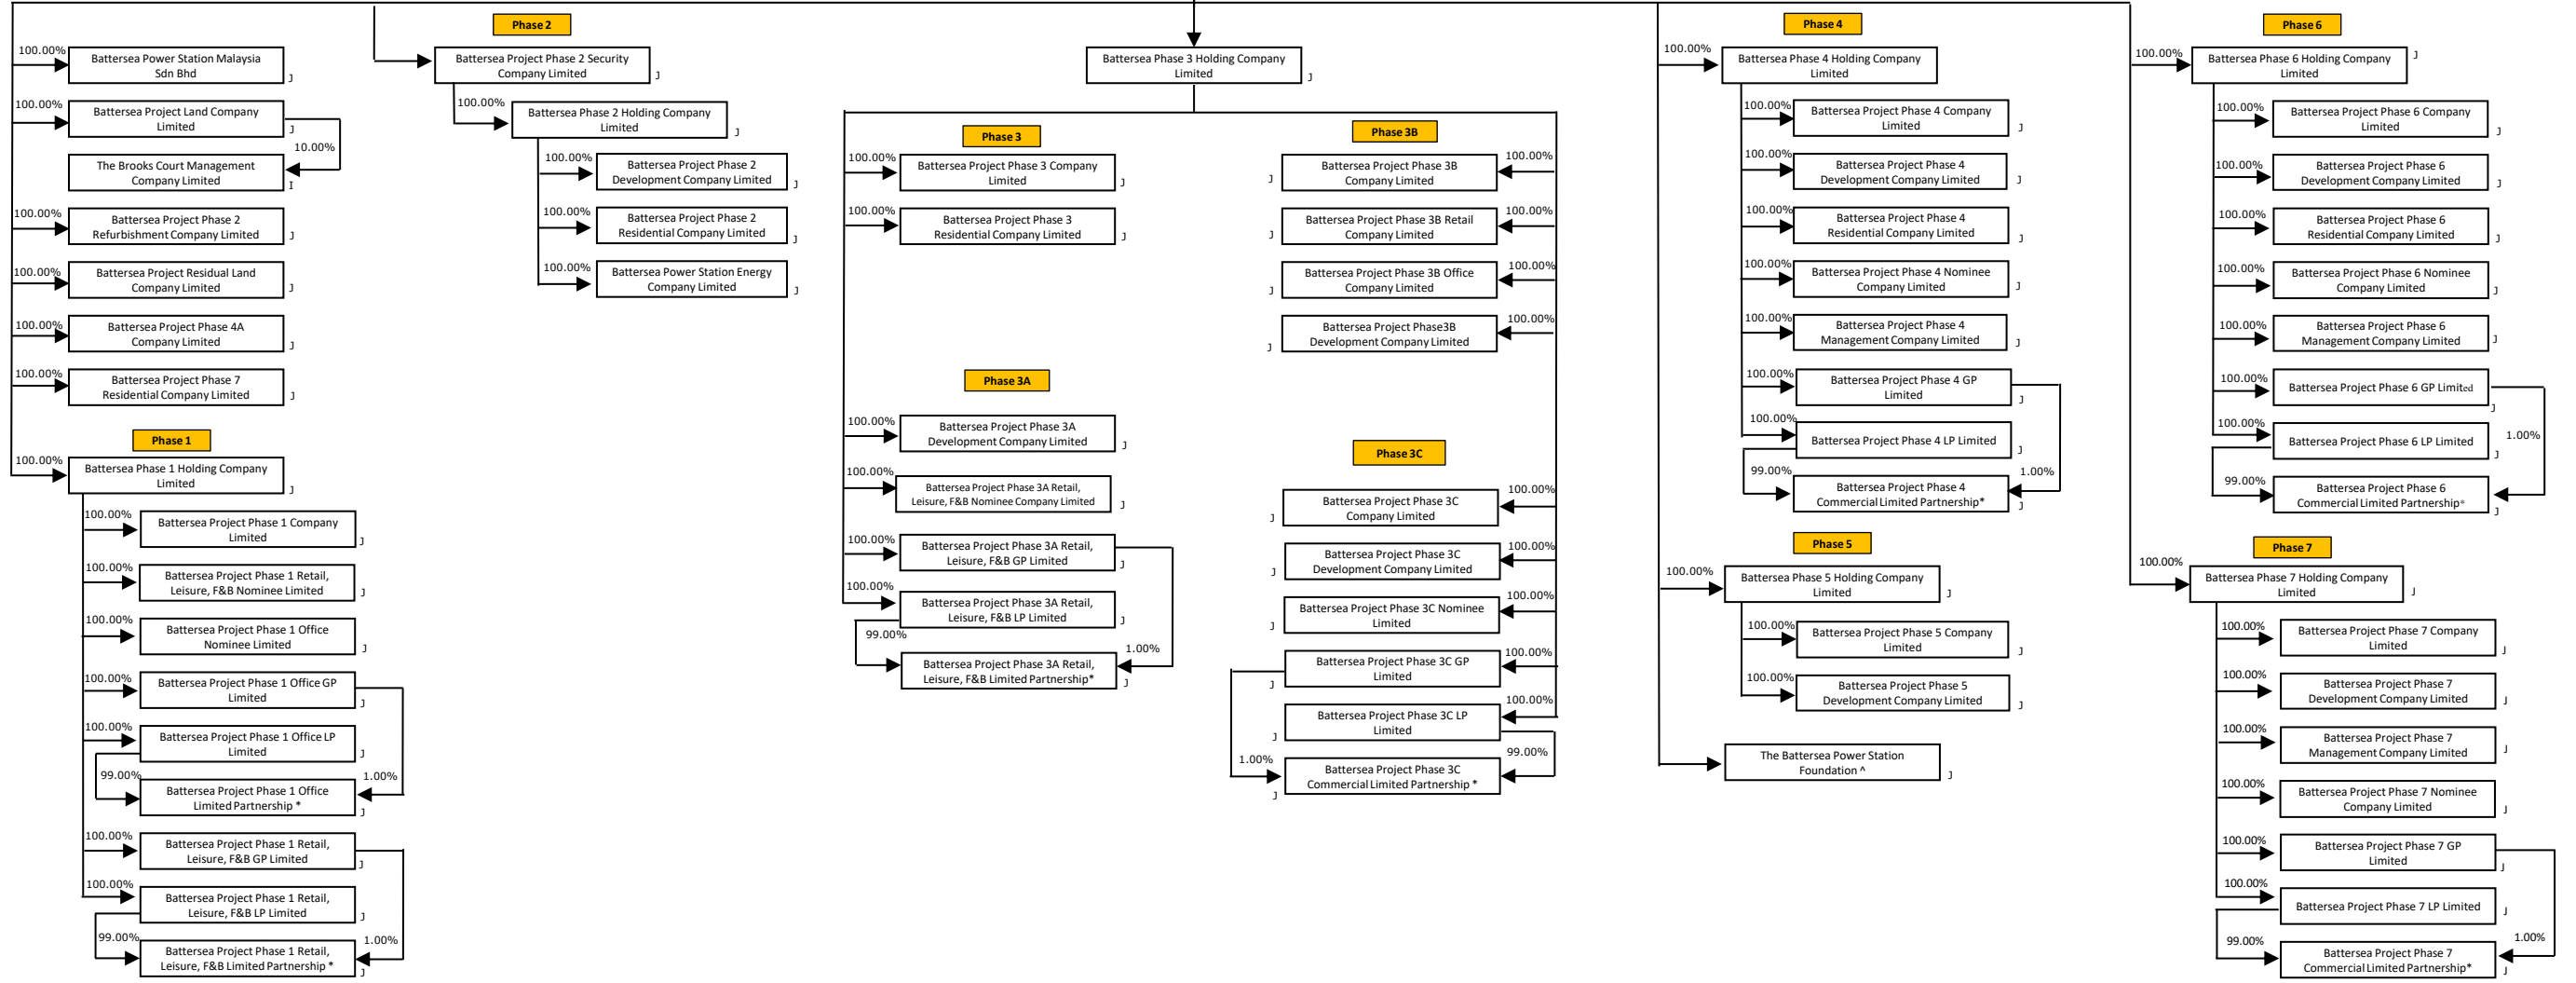 100.00%
Battersea Power Station Malaysia
Sdn Bhd
J
100.00%
Battersea Project Land Company
Limited
J
10.00%
The Brooks Court Management
Company Limited
I
100.00%
Battersea Project Phase 2
Refurbishment Company Limited
J
100.00%
Battersea Project Residual Land
Company Limited
J
100.00%
Battersea Project Phase 4A
Company Limited
J
100.00%
Battersea Project Phase 7
Residential Company Limited
J
Phase 1
100.00%
Battersea Phase 1 Holding Company
Limited
J
100.00%
Battersea Project Phase 1 Company
Limited
J
100.00%
Battersea Project Phase 1 Retail,
Leisure, F&B Nominee Limited
J
100.00%
Battersea Project Phase 1 Office
Nominee Limited
J
100.00%
Battersea Project Phase 1 Office GP
Limited
J
100.00%
Battersea Project Phase 1 Office LP
Limited
J
99.00%
1.00%
Battersea Project Phase 1 Office
Limited Partnership *
J
100.00%
Battersea Project Phase 1 Retail,
Leisure, F&B GP Limited
J
100.00%
Battersea Project Phase 1 Retail,
Leisure, F&B LP Limited
J
99.00%
1.00%
Battersea Project Phase 1 Retail,
Leisure, F&B Limited Partnership *
J
Phase 2
Battersea Project Phase 2 Security
Company Limited
J
100.00%
Battersea Phase 2 Holding Company
Limited
J
100.00%
Battersea Project Phase 2
Development Company Limited
J
100.00%
Battersea Project Phase 2
Residential Company Limited
J
100.00%
Battersea Power Station Energy
Company Limited
J
Battersea Phase 3 Holding Company
Limited
J
Phase 3
100.00%
Battersea Project Phase 3 Company
Limited
J
100.00%
Battersea Project Phase 3
Residential Company Limited
J
Phase 3A
100.00%
Battersea Project Phase 3A
Development Company Limited
J
100.00%
Battersea Project Phase 3A Retail,
Leisure, F&B Nominee Company Limited
J
100.00%
Battersea Project Phase 3A Retail,
Leisure, F&B GP Limited
J
100.00%
Battersea Project Phase 3A Retail,
Leisure, F&B LP Limited
J
99.00%
1.00%
Battersea Project Phase 3A Retail,
Leisure, F&B Limited Partnership*
J
Phase 3B
100.00%
Battersea Project Phase 3B
Company Limited
J
100.00%
Battersea Project Phase 3B Retail
Company Limited
J
100.00%
Battersea Project Phase 3B Office
Company Limited
J
100.00%
Battersea Project Phase3B
Development Company Limited
J
Phase 3C
100.00%
Battersea Project Phase 3C
Company Limited
J
100.00%
Battersea Project Phase 3C
Development Company Limited
J
100.00%
Battersea Project Phase 3C Nominee
Limited
J
100.00%
Battersea Project Phase 3C GP
Limited
J
100.00%
Battersea Project Phase 3C LP
Limited
J
1.00%
99.00%
Battersea Project Phase 3C
Commercial Limited Partnership *
J
Phase 4
100.00%
Battersea Phase 4 Holding Company
Limited
J
100.00%
Battersea Project Phase 4 Company
Limited
J
100.00%
Battersea Project Phase 4
Development Company Limited
J
100.00%
Battersea Project Phase 4
Residential Company Limited
J
100.00%
Battersea Project Phase 4 Nominee
Company Limited
J
100.00%
Battersea Project Phase 4
Management Company Limited
J
100.00%
Battersea Project Phase 4 GP
Limited
J
100.00%
Battersea Project Phase 4 LP Limited
J
99.00%
1.00%
Battersea Project Phase 4
Commercial Limited Partnership*
J
Phase 5
100.00%
Battersea Phase 5 Holding Company
Limited
J
100.00%
Battersea Project Phase 5 Company
Limited
J
100.00%
Battersea Project Phase 5
Development Company Limited
J
The Battersea Power Station
Foundation ^
J
Phase 6
100.00%
Battersea Phase 6 Holding Company
Limited
J
100.00%
Battersea Project Phase 6 Company
Limited
J
100.00%
Battersea Project Phase 6
Development Company Limited
J
100.00%
Battersea Project Phase 6
Residential Company Limited
J
100.00%
Battersea Project Phase 6 Nominee
Company Limited
J
100.00%
Battersea Project Phase 6
Management Company Limited
J
100.00%
Battersea Project Phase 6 GP Limited
J
100.00%
Battersea Project Phase 6 LP Limited
J
1.00%
99.00%
Battersea Project Phase 6
Commercial Limited Partnership*
J
Phase 7
100.00%
Battersea Phase 7 Holding Company
Limited
J
100.00%
Battersea Project Phase 7 Company
Limited
J
100.00%
Battersea Project Phase 7
Development Company Limited
J
100.00%
Battersea Project Phase 7
Management Company Limited
J
100.00%
Battersea Project Phase 7 Nominee
Company Limited
J
100.00%
Battersea Project Phase 7 GP
Limited
J
100.00%
Battersea Project Phase 7 LP Limited
J
99.00%
1.00%
Battersea Project Phase 7
Commercial Limited Partnership*
J